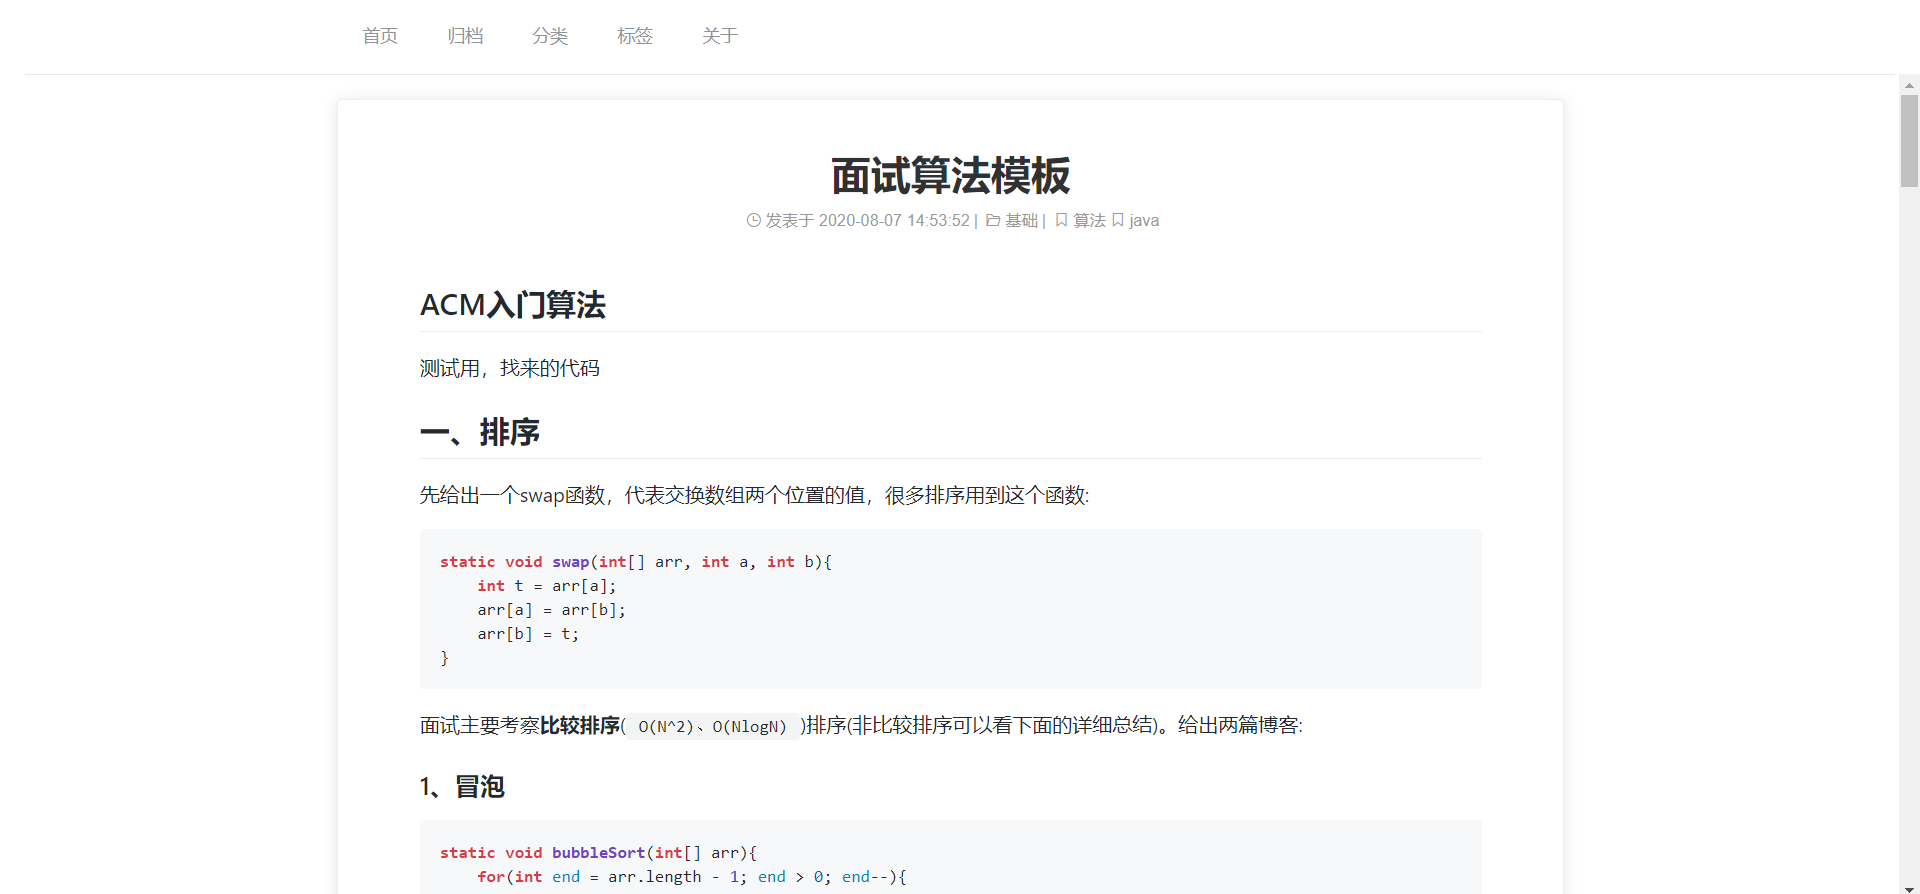 首页 归档 分类 标签 关于
面试算法模板
发表于 2020-08-07 14:53:52 | 基础 | 算法 java
ACM入门算法
测试用，找来的代码
一、排序
先给出一个swap函数，代表交换数组两个位置的值，很多排序用到这个函数:
static void swap(int[] arr, int a, int b){
    int t = arr[a];
    arr[a] = arr[b];
    arr[b] = t;
}
面试主要考察比较排序( O(N^2)、O(NlogN) )排序(非比较排序可以看下面的详细总结)。给出两篇博客:
1、冒泡
static void bubbleSort(int[] arr){
    for(int end = arr.length - 1; end > 0; end--){